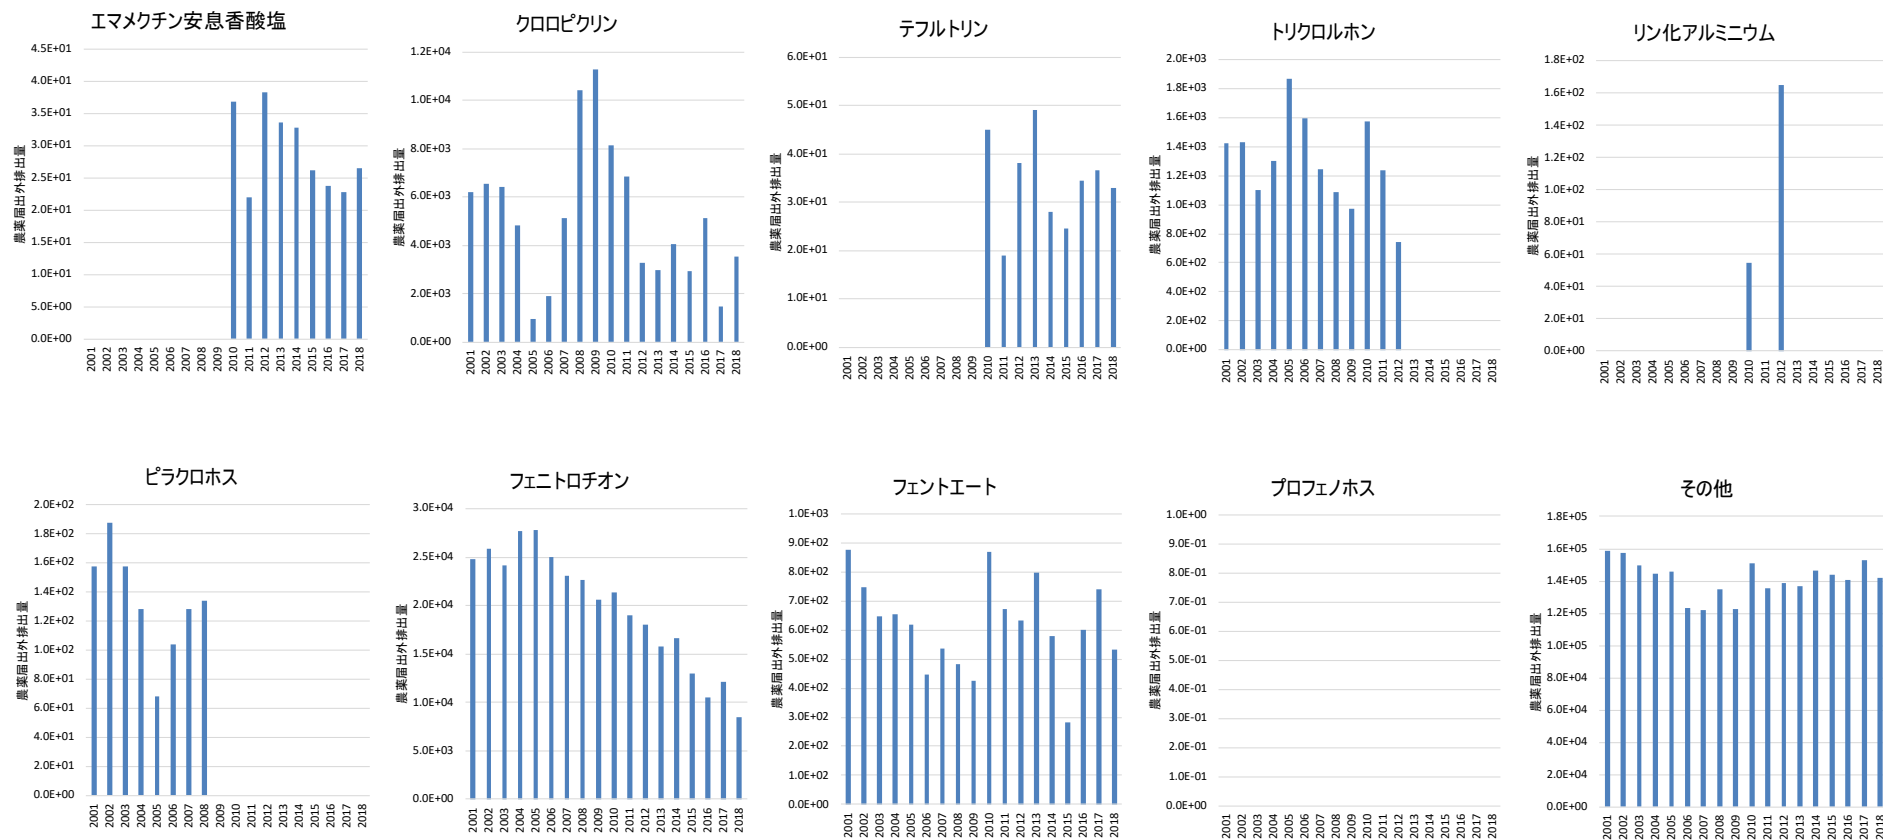 エマメクチン安息香酸塩
農薬届出外排出量
4.5E+01
4.0E+01
3.5E+01
3.0E+01
2.5E+01
2.0E+01
1.5E+01
1.0E+01
5.0E+00
0.0E+00
2001 2002 2003 2004 2005 2006 2007 2008 2009 2010 2011 2012 2013 2014 2015 2016 2017 2018
クロロピクリン
農薬届出外排出量
1.2E+04
1.0E+04
8.0E+03
6.0E+03
4.0E+03
2.0E+03
0.0E+00
2001 2002 2003 2004 2005 2006 2007 2008 2009 2010 2011 2012 2013 2014 2015 2016 2017 2018
テフルトリン
農薬届出外排出量
6.0E+01
5.0E+01
4.0E+01
3.0E+01
2.0E+01
1.0E+01
0.0E+00
2001 2002 2003 2004 2005 2006 2007 2008 2009 2010 2011 2012 2013 2014 2015 2016 2017 2018
トリクロルホン
農薬届出外排出量
2.0E+03
1.8E+03
1.6E+03
1.4E+03
1.2E+03
1.0E+03
8.0E+02
6.0E+02
4.0E+02
2.0E+02
0.0E+00
2001 2002 2003 2004 2005 2006 2007 2008 2009 2010 2011 2012 2013 2014 2015 2016 2017 2018
リン化アルミニウム
農薬届出外排出量
1.8E+02
1.6E+02
1.4E+02
1.2E+02
1.0E+02
8.0E+01
6.0E+01
4.0E+01
2.0E+01
0.0E+00
2001 2002 2003 2004 2005 2006 2007 2008 2009 2010 2011 2012 2013 2014 2015 2016 2017 2018
ピラクロホス
農薬届出外排出量
2.0E+02
1.8E+02
1.6E+02
1.4E+02
1.2E+02
1.0E+02
8.0E+01
6.0E+01
4.0E+01
2.0E+01
0.0E+00
2001 2002 2003 2004 2005 2006 2007 2008 2009 2010 2011 2012 2013 2014 2015 2016 2017 2018
フェニトロチオン
農薬届出外排出量
3.0E+04
2.5E+04
2.0E+04
1.5E+04
1.0E+04
5.0E+03
0.0E+00
2001 2002 2003 2004 2005 2006 2007 2008 2009 2010 2011 2012 2013 2014 2015 2016 2017 2018
フェントエート
農薬届出外排出量
1.0E+03
9.0E+02
8.0E+02
7.0E+02
6.0E+02
5.0E+02
4.0E+02
3.0E+02
2.0E+02
1.0E+02
0.0E+00
2001 2002 2003 2004 2005 2006 2007 2008 2009 2010 2011 2012 2013 2014 2015 2016 2017 2018
プロフェノホス
農薬届出外排出量
1.0E+00
9.0E-01
8.0E-01
7.0E-01
6.0E-01
5.0E-01
4.0E-01
3.0E-01
2.0E-01
1.0E-01
0.0E+00
2001 2002 2003 2004 2005 2006 2007 2008 2009 2010 2011 2012 2013 2014 2015 2016 2017 2018
その他
農薬届出外排出量
1.8E+05
1.6E+05
1.4E+05
1.2E+05
1.0E+05
8.0E+04
6.0E+04
4.0E+04
2.0E+04
0.0E+00
2001 2002 2003 2004 2005 2006 2007 2008 2009 2010 2011 2012 2013 2014 2015 2016 2017 2018